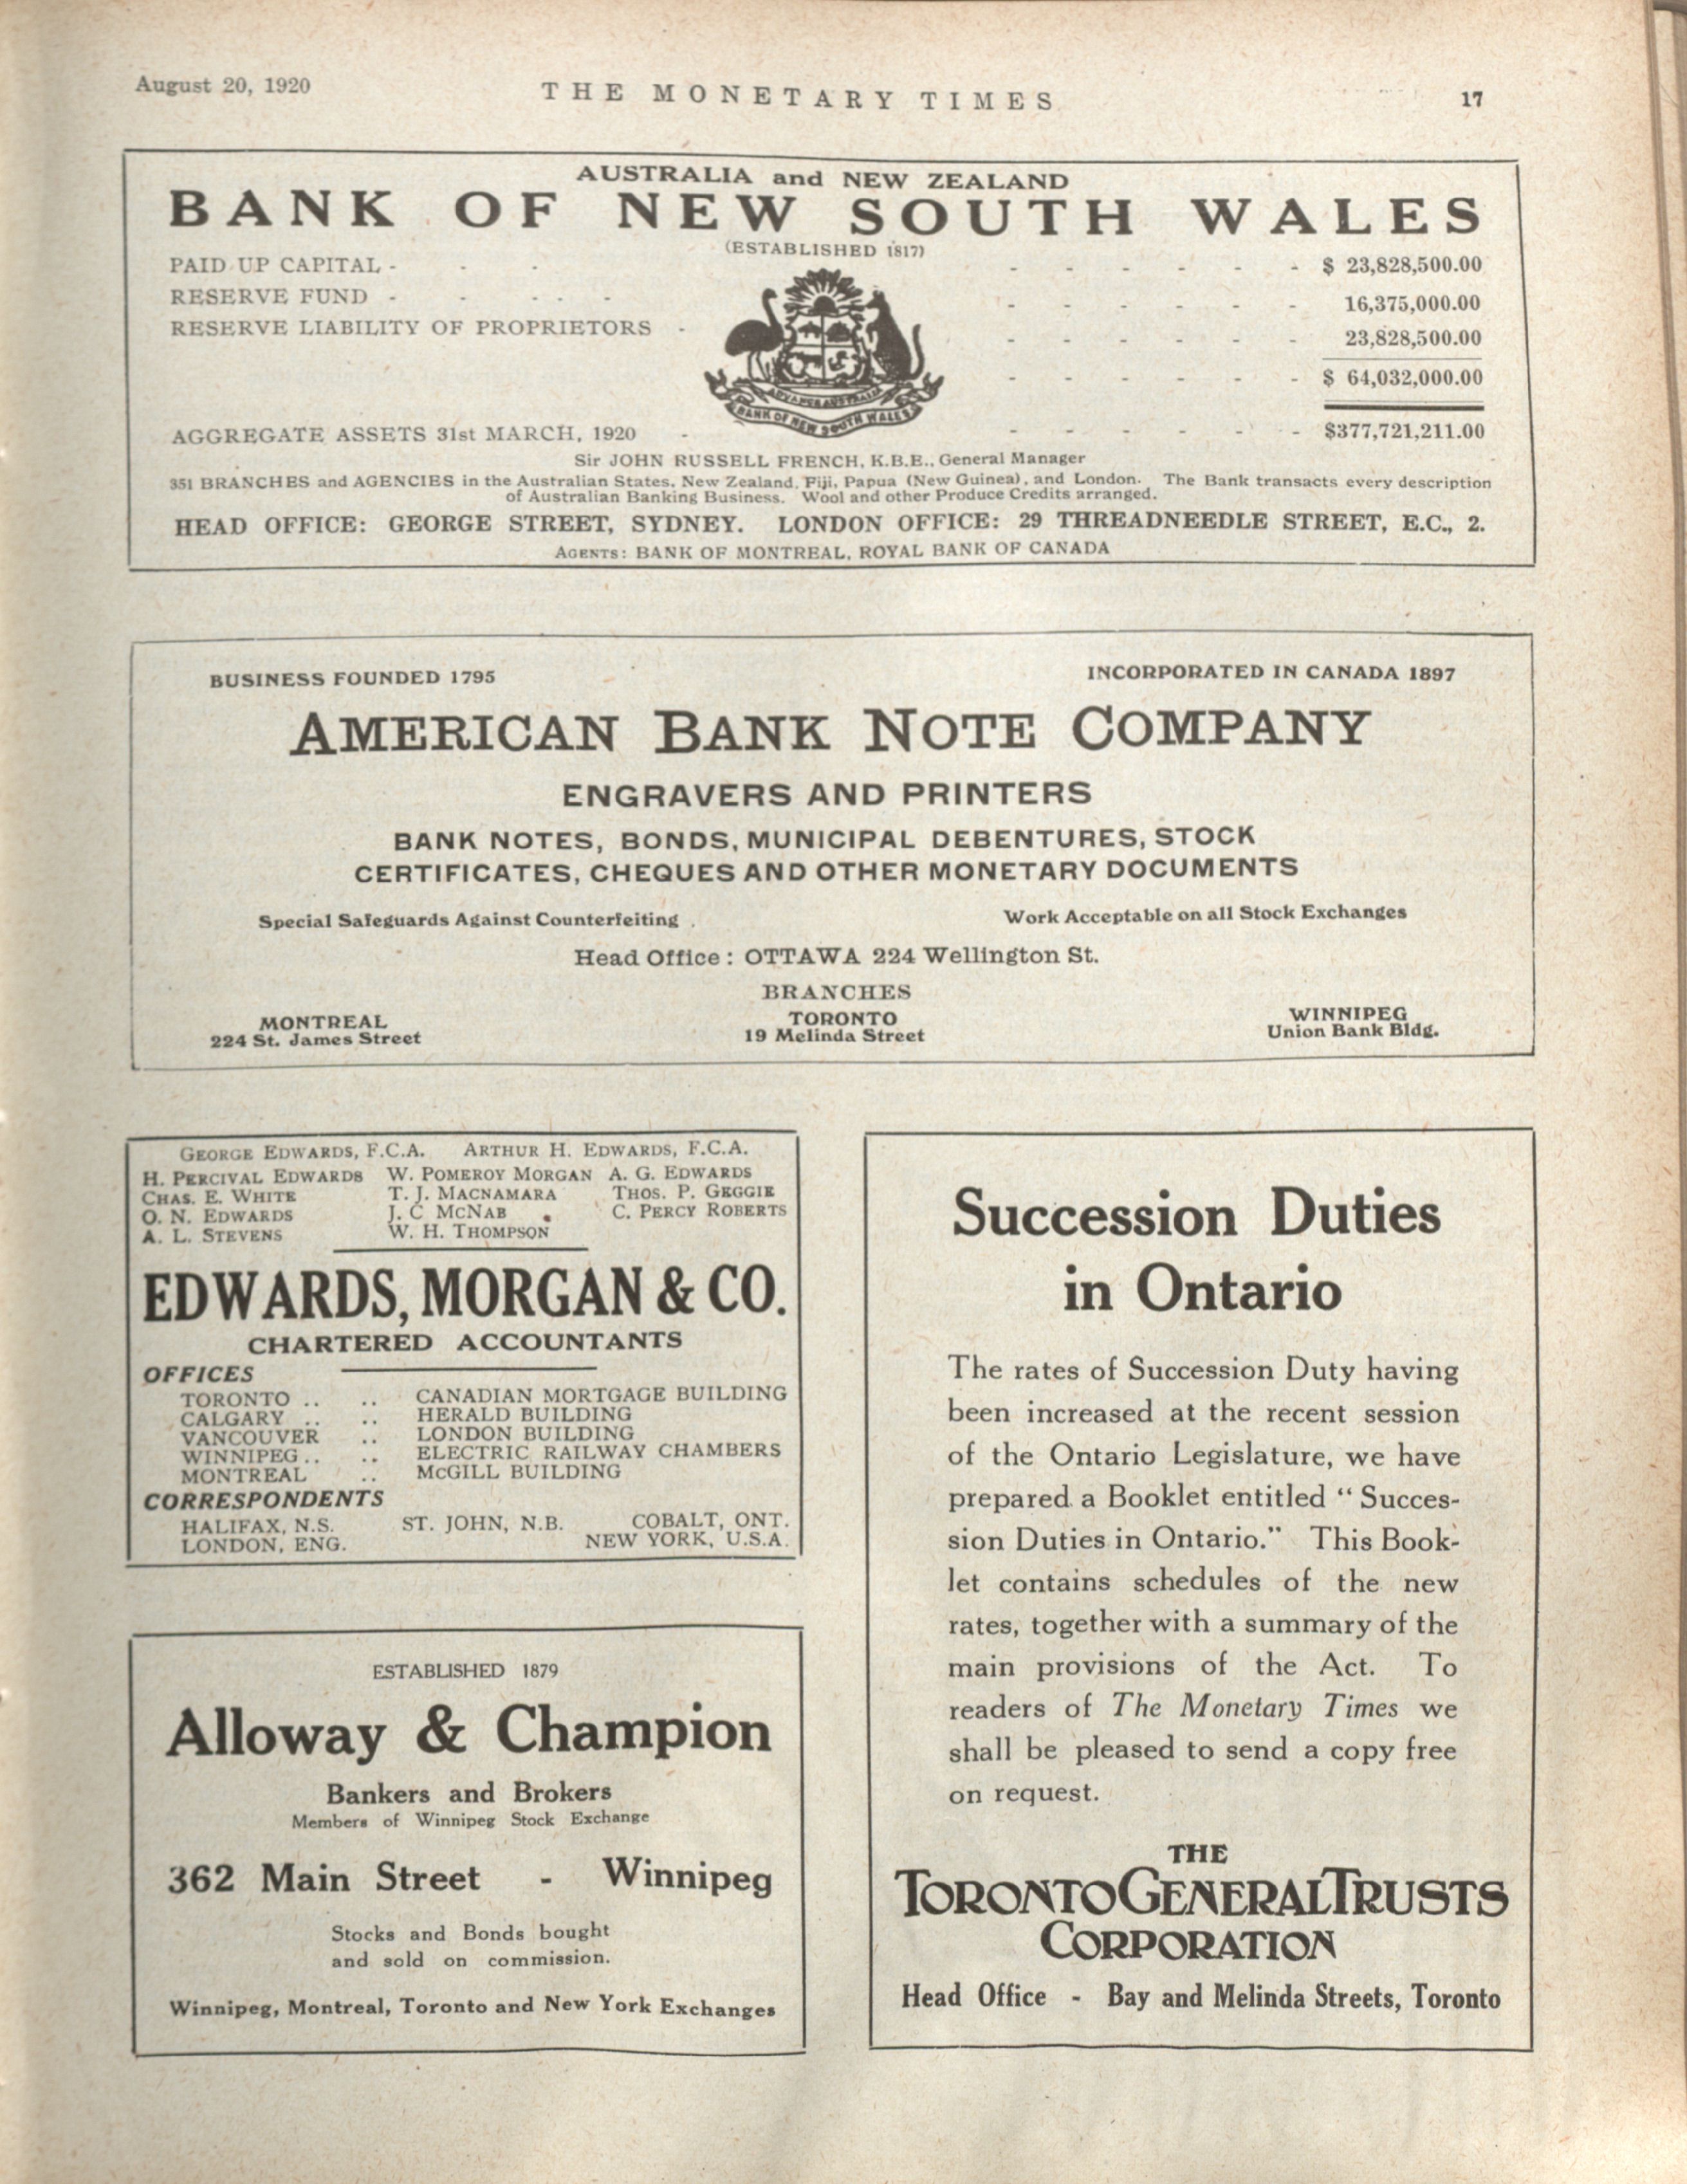 August 20, 1920
THE MONETARY TIMES
17
AUSTRALIA and NEW ZEALAND
BANK OF NEW SOUTH WALES
(ESTABLISHED 1817)
PAID UP CAPITAL - - - - - - - - - $ 23,828,500.00
RESERVE FUND - - - - - - - - - - - 16,375,000.00
RESERVE LIABILITY OF PROPRIETORS - - - - - - - 23,828,500.00
- - - - - - $ 64,032,000.00
ADVANCE AUSTRALIA
BANK OF NEW SOUTH WALES
AGGREGATE ASSETS 31st MARCH, 1920 - - - - - - - $377,721,211.00
Sir JOHN RUSSELL FRENCH, K.B.E., General Manager
351 BRANCHES and AGENCIES in the Australian States, New Zealand, Fiji, Papua (New Guinea), and London. The Bank transacts every description
of Australian Banking Business. Wool and other Produce Credits arranged.
HEAD OFFICE: GEORGE STREET, SYDNEY. LONDON OFFICE: 29 THREADNEEDLE STREET, E.C., 2.
AGENTS: BANK OF MONTREAL, ROYAL BANK OF CANADA
BUSINESS FOUNDED 1795
INCORPORATED IN CANADA 1897
AMERICAN BANK NOTE COMPANY
ENGRAVERS AND PRINTERS
BANK NOTES, BONDS, MUNICIPAL DEBENTURES, STOCK
CERTIFICATES, CHEQUES AND OTHER MONETARY DOCUMENTS
Special Safeguards Against Counterfeiting
Work Acceptable on all Stock Exchanges
Head Office : OTTAWA 224 Wellington St.
BRANCHES
MONTREAL
224 St. James Street
TORONTO
19 Melinda Street
WINNIPEG
Union Bank Bldg.
GEORGE EDWARDS, F.C.A. ARTHUR H. EDWARDS, F.C.A.
H. PERCIVAL EDWARDS W. POMEROY MORGAN A. G. EDWARDS
CHAS. E. WHITE T. J. MACNAMARA THOS. P. GEGGIE
O. N. EDWARDS J. C MCNAB C. PERCY ROBERTS
A. L. STEVENS W. H. THOMPSON
EDWARDS, MORGAN & CO.
CHARTERED ACCOUNTANTS
OFFICES
TORONTO .. .. CANADIAN MORTGAGE BUILDING
CALGARY .. .. HERALD BUILDING
VANCOUVER .. LONDON BUILDING
WINNIPEG .. .. ELECTRIC RAILWAY CHAMBERS
MONTREAL .. McGILL BUILDING
CORRESPONDENTS
HALIFAX, N.S. ST. JOHN, N.B. COBALT, ONT.
LONDON, ENG. NEW YORK, U.S.A.
ESTABLISHED 1879
Alloway & Champion
Bankers and Brokers
Members of Winnipeg Stock Exchange
362 Main Street - Winnipeg
Stocks and Bonds bought
and sold on commission.
Winnipeg, Montreal, Toronto and New York Exchanges
Succession Duties
in Ontario
The rates of Succession Duty having
been increased at the recent session
of the Ontario Legislature, we have
prepared a Booklet entitled “ Succes-
sion Duties in Ontario.” This Book-
let contains schedules of the new
rates, together with a summary of the
main provisions of the Act. To
readers of The Monetary Times we
shall be pleased to send a copy free
on request.
THE
TORONTO GENERAL TRUSTS
CORPORATION
Head Office - Bay and Melinda Streets, Toronto